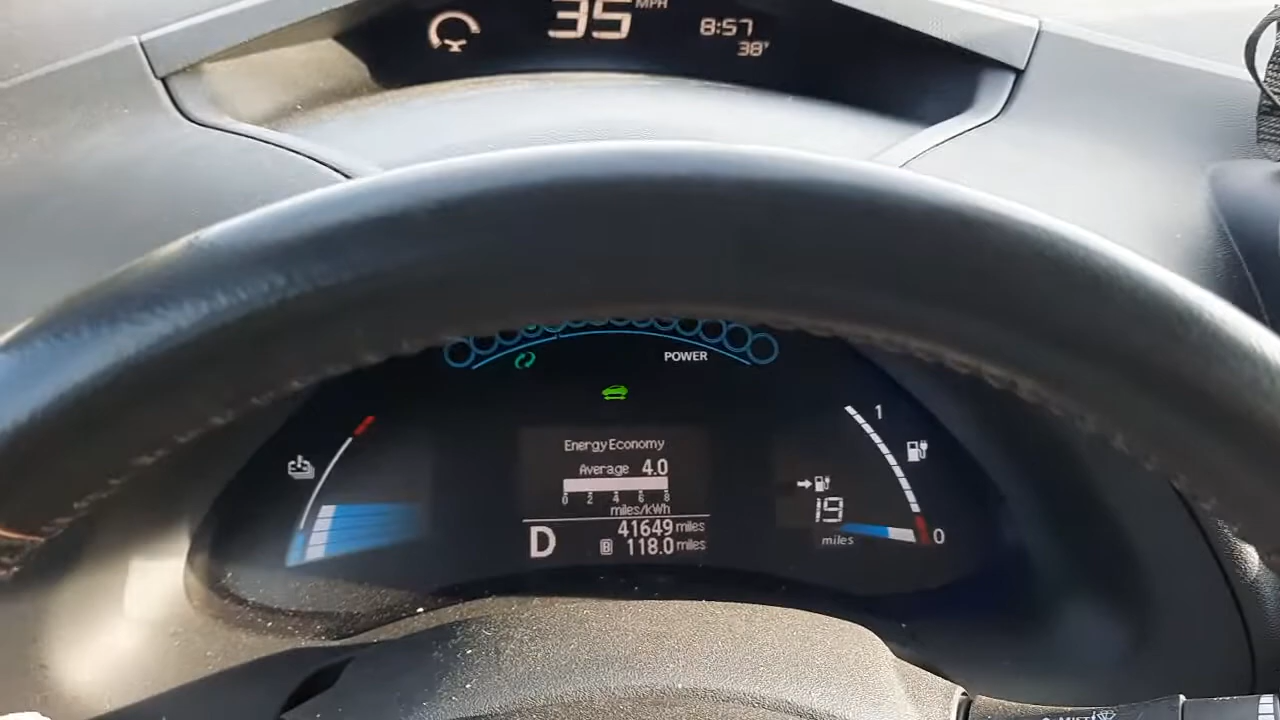 35 MPH
8:57
38°
POWER
1
Energy Economy
Average 4.0
0 2 4 6 8
miles/kWh
19
miles
0
D
41649 miles
B 118.0 miles
MIST